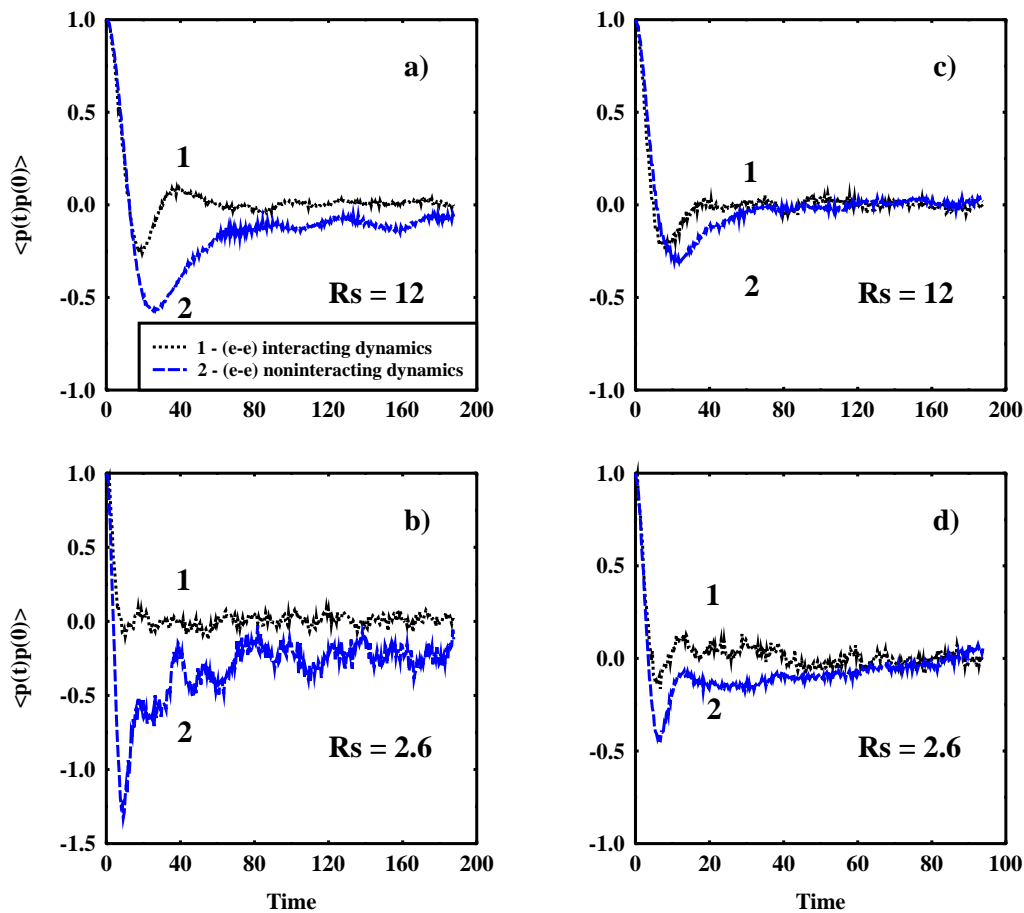 1.0
0.5
0.0
-0.5
-1.0
<p(t)p(0)>
a)
1
2
Rs = 12
1 - (e-e) interacting dynamics
2 - (e-e) noninteracting dynamics
0 40 80 120 160 200
1.0
0.5
0.0
-0.5
-1.0
c)
1
2
Rs = 12
0 40 80 120 160 200
1.0
0.5
0.0
-0.5
-1.0
-1.5
<p(t)p(0)>
b)
1
2
Rs = 2.6
0 40 80 120 160 200
Time
1.0
0.5
0.0
-0.5
-1.0
d)
1
2
Rs = 2.6
0 20 40 60 80 100
Time